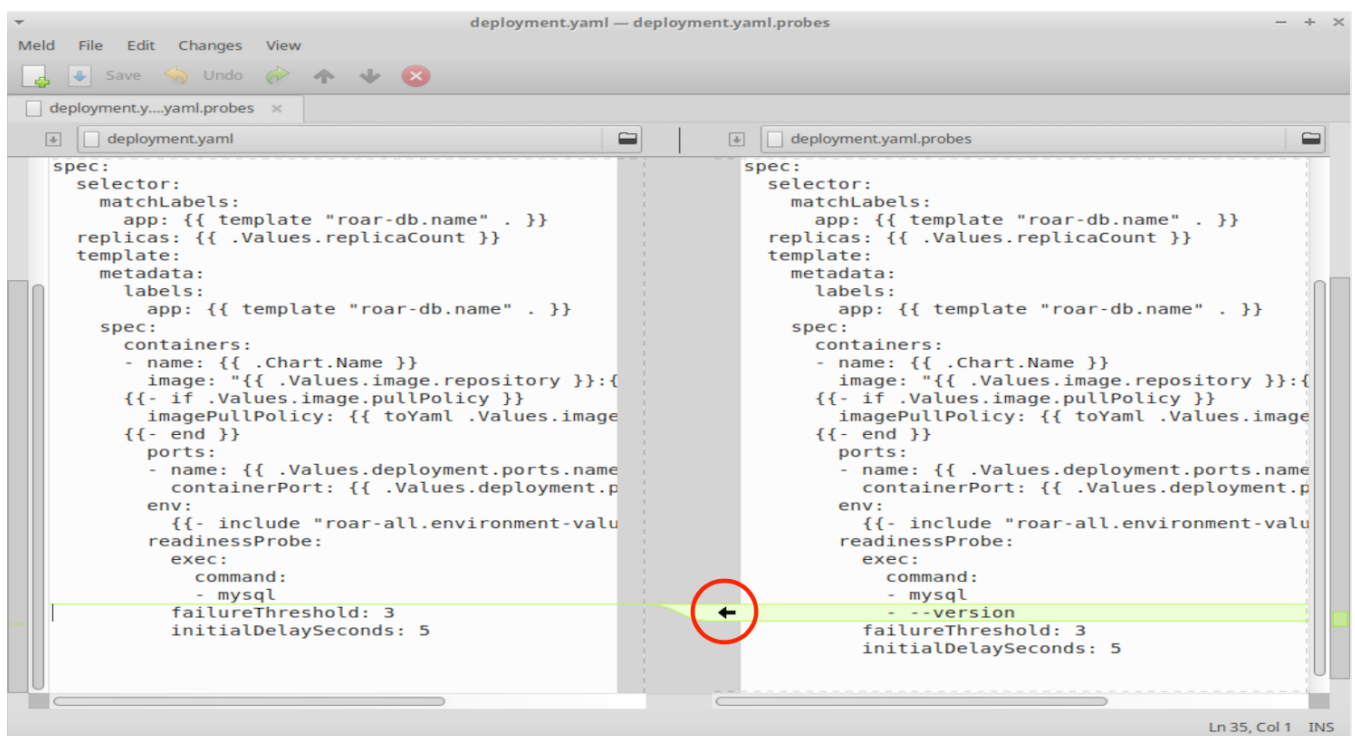 deployment.yaml — deployment.yaml.probes
Meld File Edit Changes View
Save Undo
deployment.y....yaml.probes
deployment.yaml
spec:
  selector:
    matchLabels:
      app: {{ template "roar-db.name" . }}
  replicas: {{ .Values.replicaCount }}
  template:
    metadata:
      labels:
        app: {{ template "roar-db.name" . }}
    spec:
      containers:
      - name: {{ .Chart.Name }}
        image: "{{ .Values.image.repository }}:{
      {{- if .Values.image.pullPolicy }}
        imagePullPolicy: {{ toYaml .Values.image
      {{- end }}
        ports:
        - name: {{ .Values.deployment.ports.name
          containerPort: {{ .Values.deployment.p
        env:
          {{- include "roar-all.environment-valu
        readinessProbe:
          exec:
            command:
            - mysql
          failureThreshold: 3
          initialDelaySeconds: 5
deployment.yaml.probes
spec:
  selector:
    matchLabels:
      app: {{ template "roar-db.name" . }}
  replicas: {{ .Values.replicaCount }}
  template:
    metadata:
      labels:
        app: {{ template "roar-db.name" . }}
    spec:
      containers:
      - name: {{ .Chart.Name }}
        image: "{{ .Values.image.repository }}:{
      {{- if .Values.image.pullPolicy }}
        imagePullPolicy: {{ toYaml .Values.image
      {{- end }}
        ports:
        - name: {{ .Values.deployment.ports.name
          containerPort: {{ .Values.deployment.p
        env:
          {{- include "roar-all.environment-valu
        readinessProbe:
          exec:
            command:
            - mysql
            - --version
          failureThreshold: 3
          initialDelaySeconds: 5
Ln 35, Col 1 INS